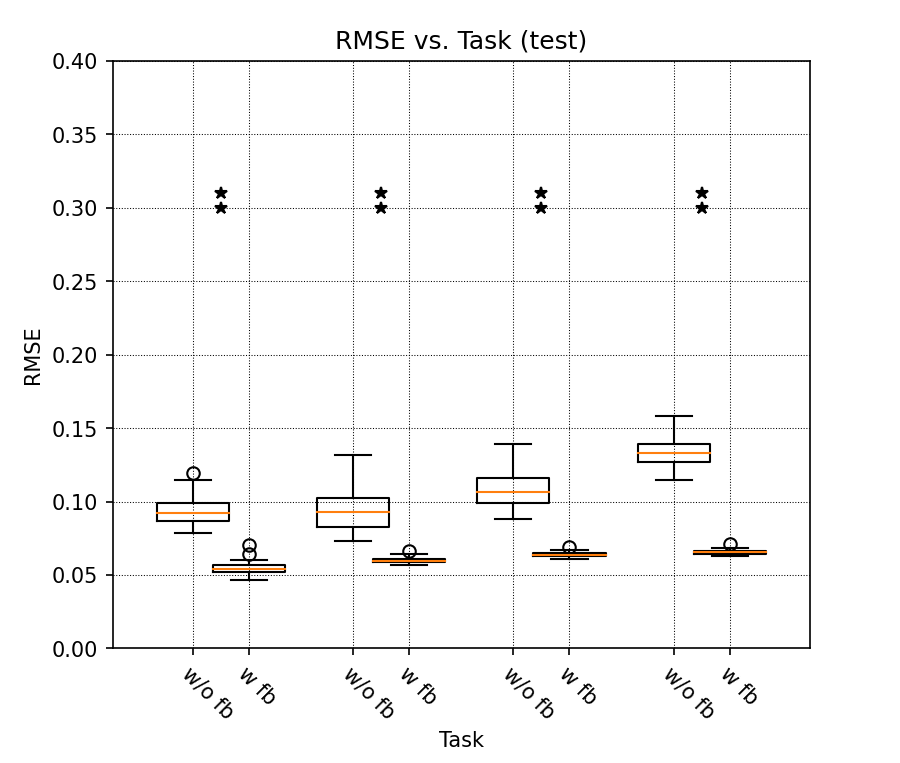 RMSE vs. Task (test)
0.40
0.35
0.30
0.25
0.20
0.15
0.10
0.05
0.00
RMSE
w/o fb
w fb
w/o fb
w fb
w/o fb
w fb
w/o fb
w fb
Task